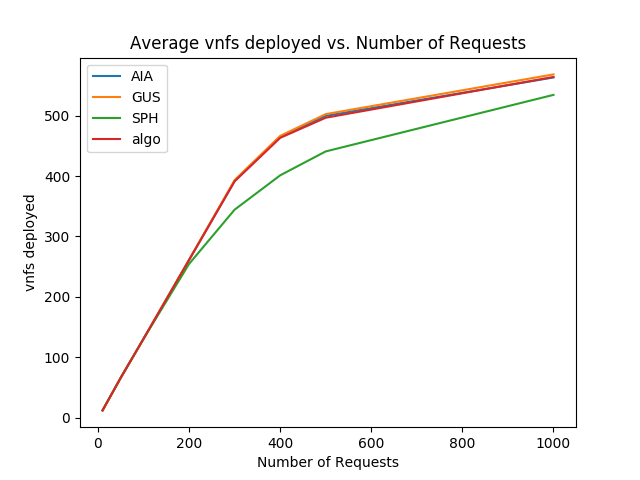 Average vnfs deployed vs. Number of Requests
AIA
GUS
SPH
algo
500
400
300
200
100
0
vnfs deployed
0 200 400 600 800 1000
Number of Requests